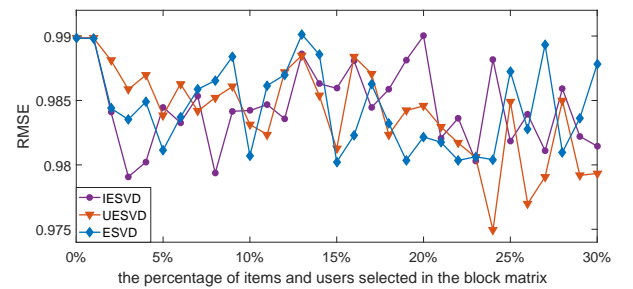 0.99
0.985
0.98
0.975
RMSE
IESVD
UESVD
ESVD
0% 5% 10% 15% 20% 25% 30%
the percentage of items and users selected in the block matrix